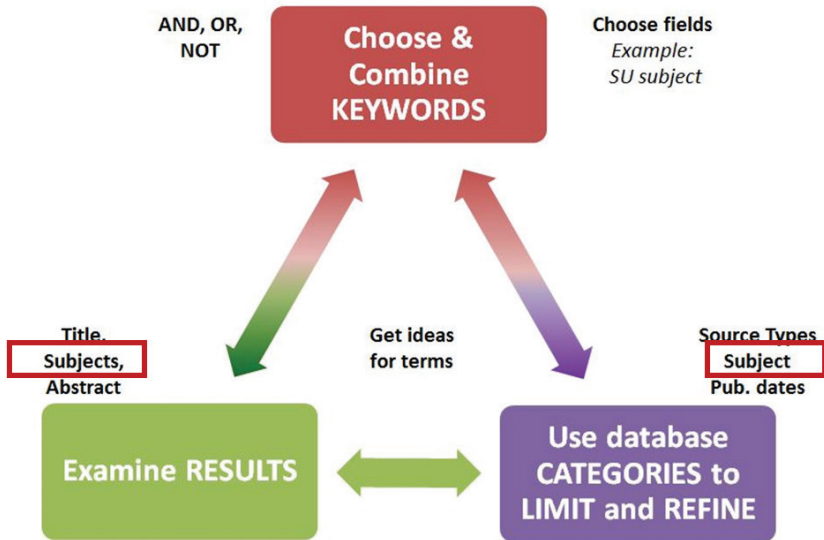 AND, OR,
NOT
Choose &
Combine
KEYWORDS
Choose fields
Example:
SU subject
Title,
Subjects,
Abstract
Get ideas
for terms
Source Types
Subject
Pub. dates
Examine RESULTS
Use database
CATEGORIES to
LIMIT and REFINE